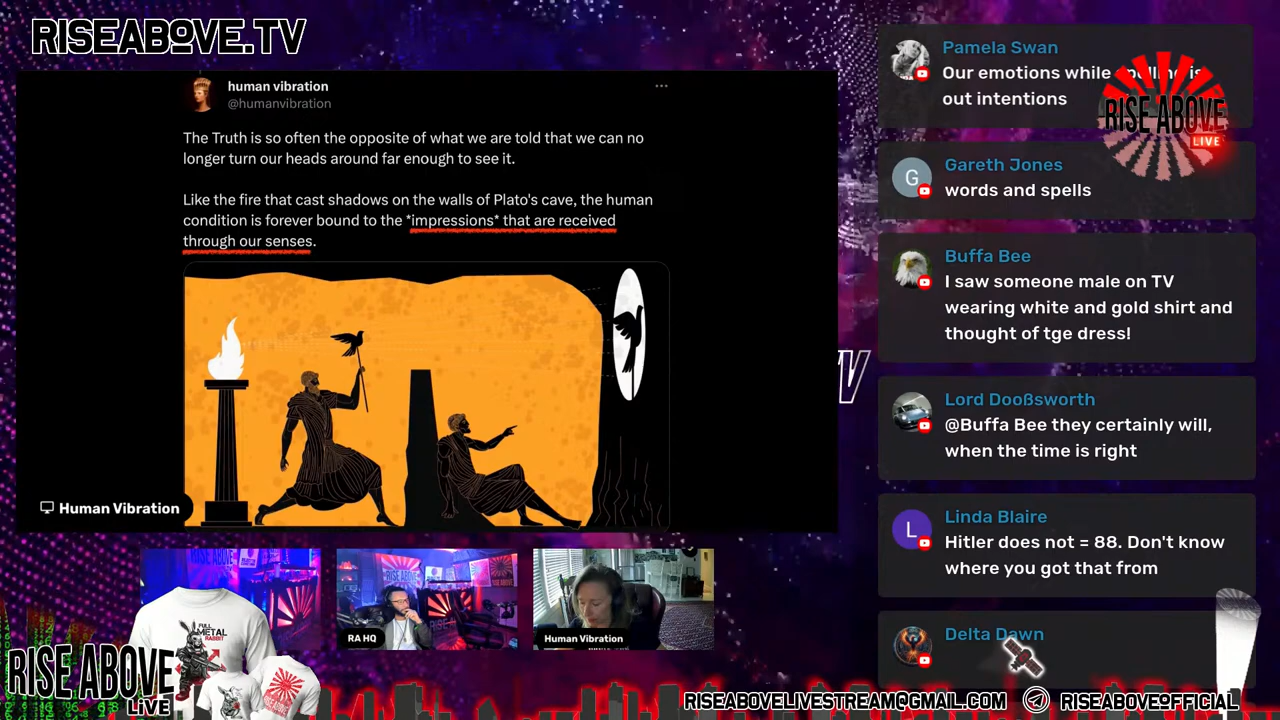 RISEABOVE.TV
human vibration
@humanvibration
The Truth is so often the opposite of what we are told that we can no
longer turn our heads around far enough to see it.
Like the fire that cast shadows on the walls of Plato's cave, the human
condition is forever bound to the *impressions* that are received
through our senses.
Human Vibration
RA HQ
Human Vibration
FULL
METAL
RABBIT
RISE ABOVE
LIVE
Pamela Swan
Our emotions while spelling is
out intentions
RISE ABOVE
LIVE
Gareth Jones
words and spells
Buffa Bee
I saw someone male on TV
wearing white and gold shirt and
thought of tge dress!
Lord Dooßsworth
@Buffa Bee they certainly will,
when the time is right
Linda Blaire
Hitler does not = 88. Don't know
where you got that from
Delta Dawn
RISEABOVELIVESTREAM@GMAIL.COM
RISEABOVEOFFICIAL